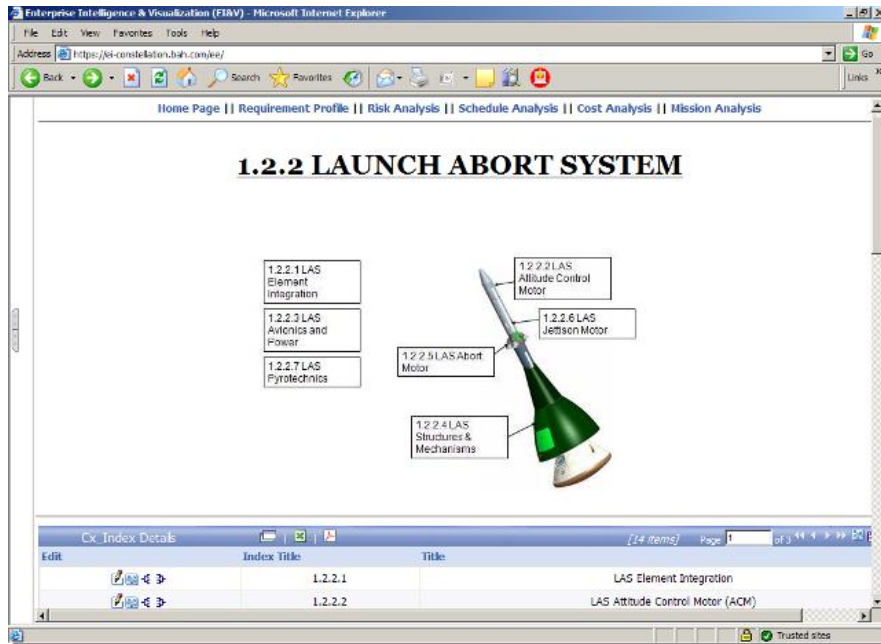 Enterprise Intelligence & Visualization (EI&V) - Microsoft Internet Explorer
File Edit View Favorites Tools Help
Address https://ei-constellation.bah.com/ee/ Go
Back Search Favorites Links
Home Page || Requirement Profile || Risk Analysis || Schedule Analysis || Cost Analysis || Mission Analysis
1.2.2 LAUNCH ABORT SYSTEM
1.2.2.1 LAS
Element
Integration
1.2.2.3 LAS
Avionics and
Power
1.2.2.7 LAS
Pyrotechnics
1.2.2.2 LAS
Attitude Control
Motor
1.2.2.6 LAS
Jettison Motor
1.2.2.5 LAS Abort
Motor
1.2.2.4 LAS
Structures &
Mechanisms
Cx_Index Details [14 items] Page 1 of 3
Edit Index Title Title
1.2.2.1 LAS Element Integration
1.2.2.2 LAS Attitude Control Motor (ACM)
Trusted sites